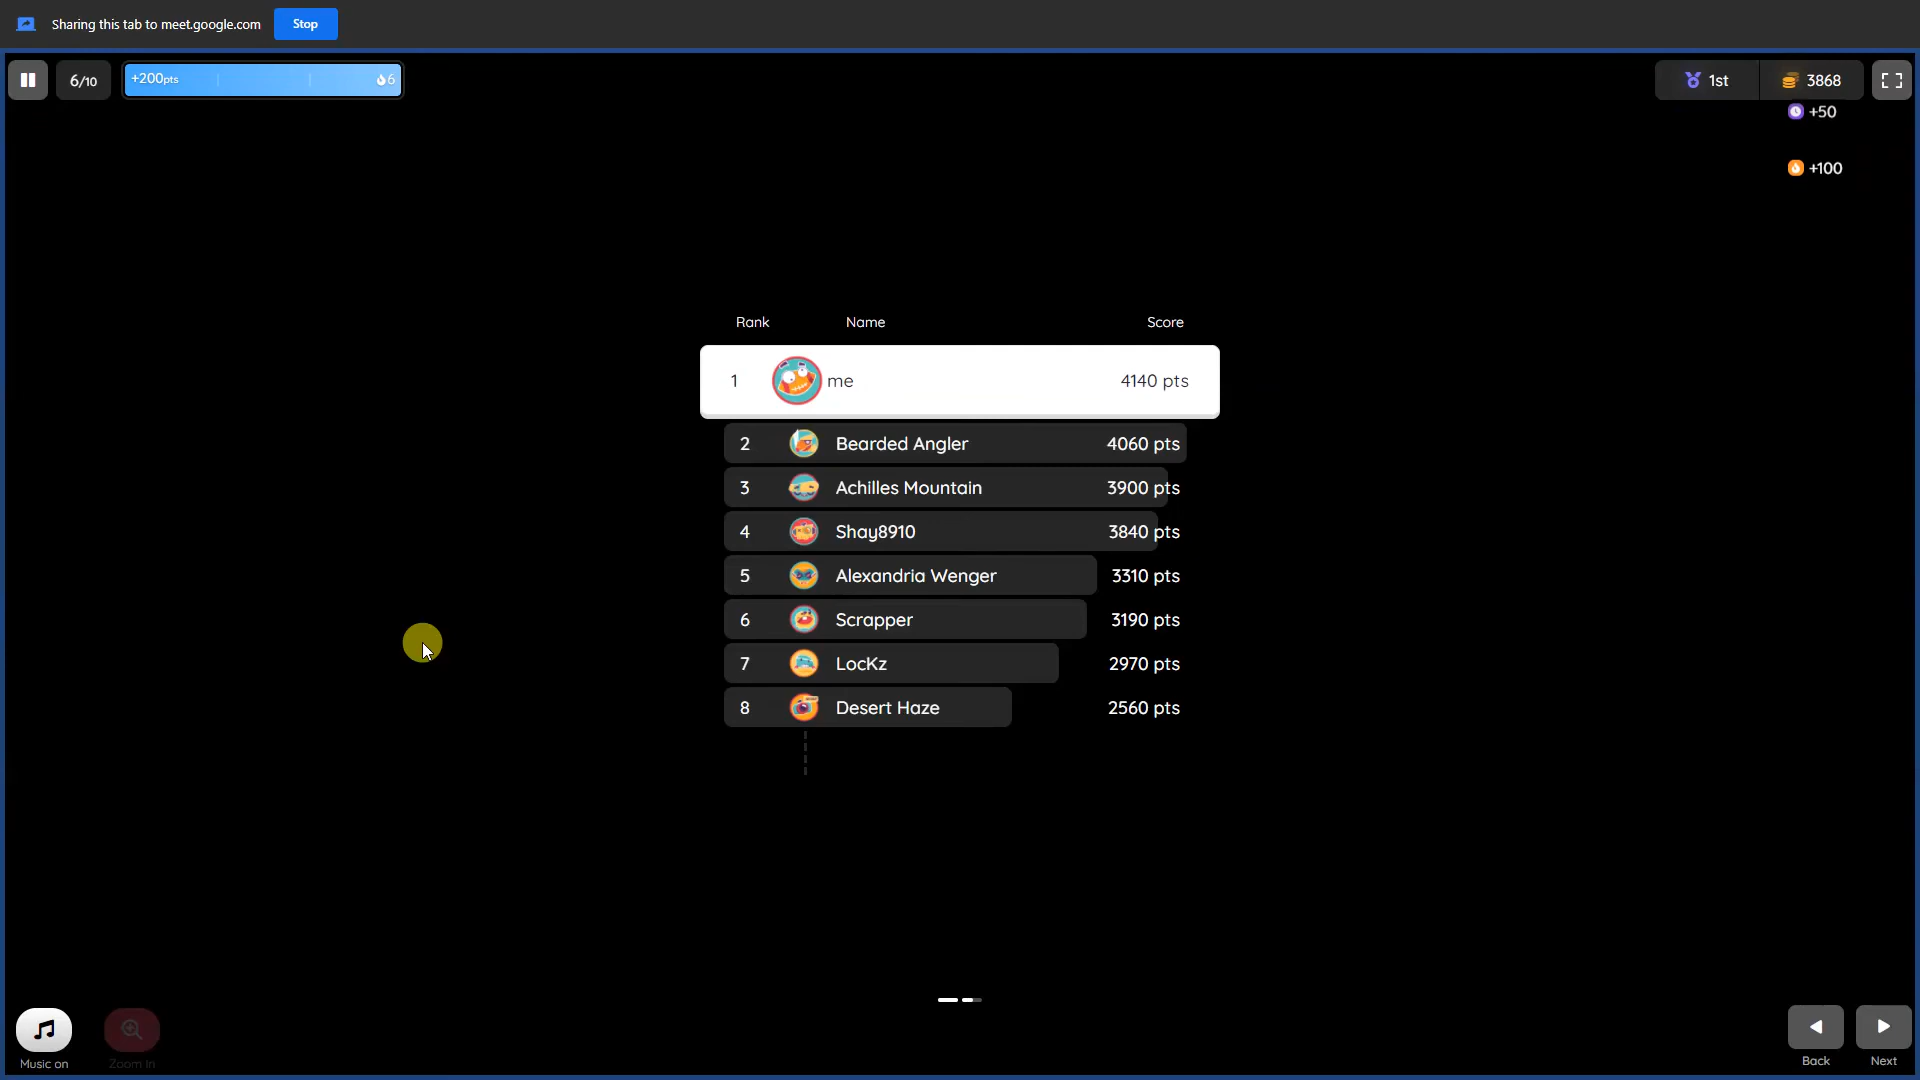 Sharing this tab to meet.google.com Stop
6/10 +200pts 6 1st 3868
+50
+100
Rank Name Score
1 me 4140 pts
2 Bearded Angler 4060 pts
3 Achilles Mountain 3900 pts
4 Shay8910 3840 pts
5 Alexandria Wenger 3310 pts
6 Scrapper 3190 pts
7 LocKz 2970 pts
8 Desert Haze 2560 pts
Music on Zoom In Back Next